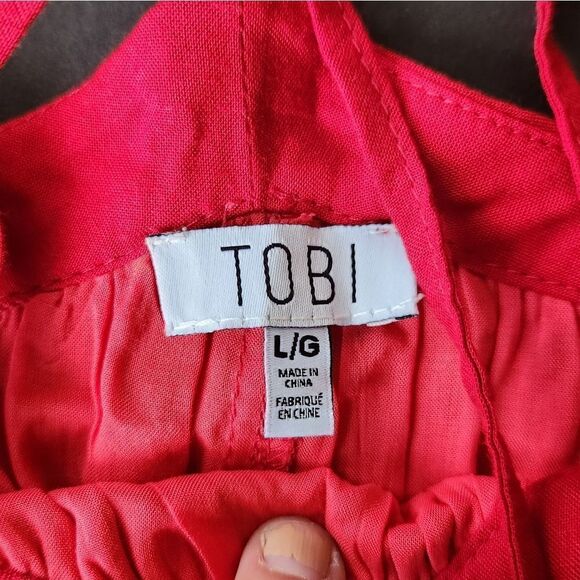 TOBI
L/G
MADE IN
CHINA
FABRIQUÉ
EN CHINE